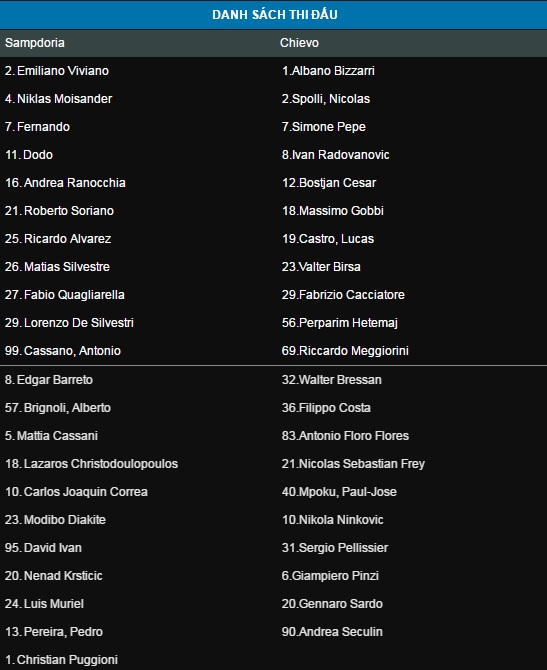 DANH SÁCH THI ĐẤU
Sampdoria Chievo
2. Emiliano Viviano 1.Albano Bizzarri
4. Niklas Moisander 2.Spolli, Nicolas
7. Fernando 7.Simone Pepe
11. Dodo 8.Ivan Radovanovic
16. Andrea Ranocchia 12.Bostjan Cesar
21. Roberto Soriano 18.Massimo Gobbi
25. Ricardo Alvarez 19.Castro, Lucas
26. Matias Silvestre 23.Valter Birsa
27. Fabio Quagliarella 29.Fabrizio Cacciatore
29. Lorenzo De Silvestri 56.Perparim Hetemaj
99. Cassano, Antonio 69.Riccardo Meggiorini
8. Edgar Barreto 32.Walter Bressan
57. Brignoli, Alberto 36.Filippo Costa
5. Mattia Cassani 83.Antonio Floro Flores
18. Lazaros Christodoulopoulos 21.Nicolas Sebastian Frey
10. Carlos Joaquin Correa 40.Mpoku, Paul-Jose
23. Modibo Diakite 10.Nikola Ninkovic
95. David Ivan 31.Sergio Pellissier
20. Nenad Krsticic 6.Giampiero Pinzi
24. Luis Muriel 20.Gennaro Sardo
13. Pereira, Pedro 90.Andrea Seculin
1. Christian Puggioni